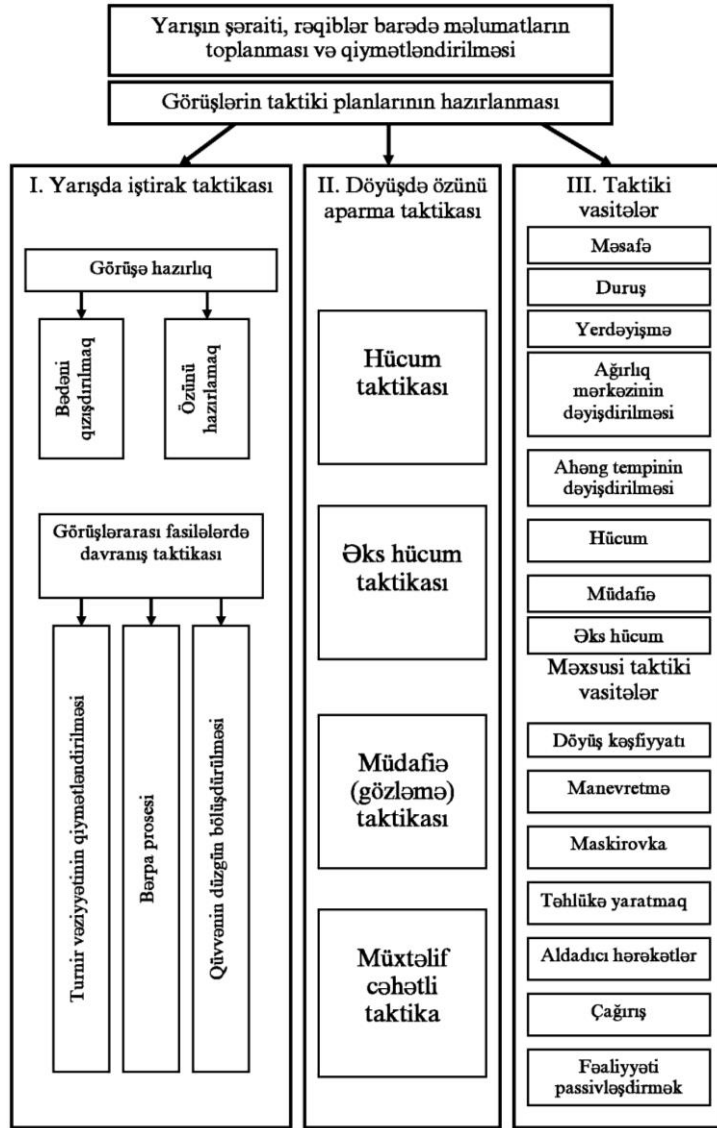 Yarışın şəraiti, rəqiblər barədə məlumatların
toplanması və qiymətləndirilməsi
Görüşlərin taktiki planlarının hazırlanması
I. Yarışda iştirak taktikası
Görüşə hazırlıq
Bədəni
qızışdırılmaq
Özünü
hazırlamaq
Görüşlərarası fasilələrdə
davranış taktikası
Turnir vəziyyətinin qiymətləndirilməsi
Bərpa prosesi
Qüvvənin düzgün bölüşdürülməsi
II. Döyüşdə özünü
aparma taktikası
Hücum
taktikası
Əks hücum
taktikası
Müdafiə
(gözləmə)
taktikası
Müxtəlif
cəhətli
taktika
III. Taktiki
vasitələr
Məsafə
Duruş
Yerdəyişmə
Ağırlıq
mərkəzinin
dəyişdirilməsi
Ahəng tempinin
dəyişdirilməsi
Hücum
Müdafiə
Əks hücum
Məxsusi taktiki
vasitələr
Döyüş kəşfiyyatı
Manevretmə
Maskirovka
Təhlükə yaratmaq
Aldadıcı hərəkətlər
Çağırış
Fəaliyyəti
passivləşdirmək